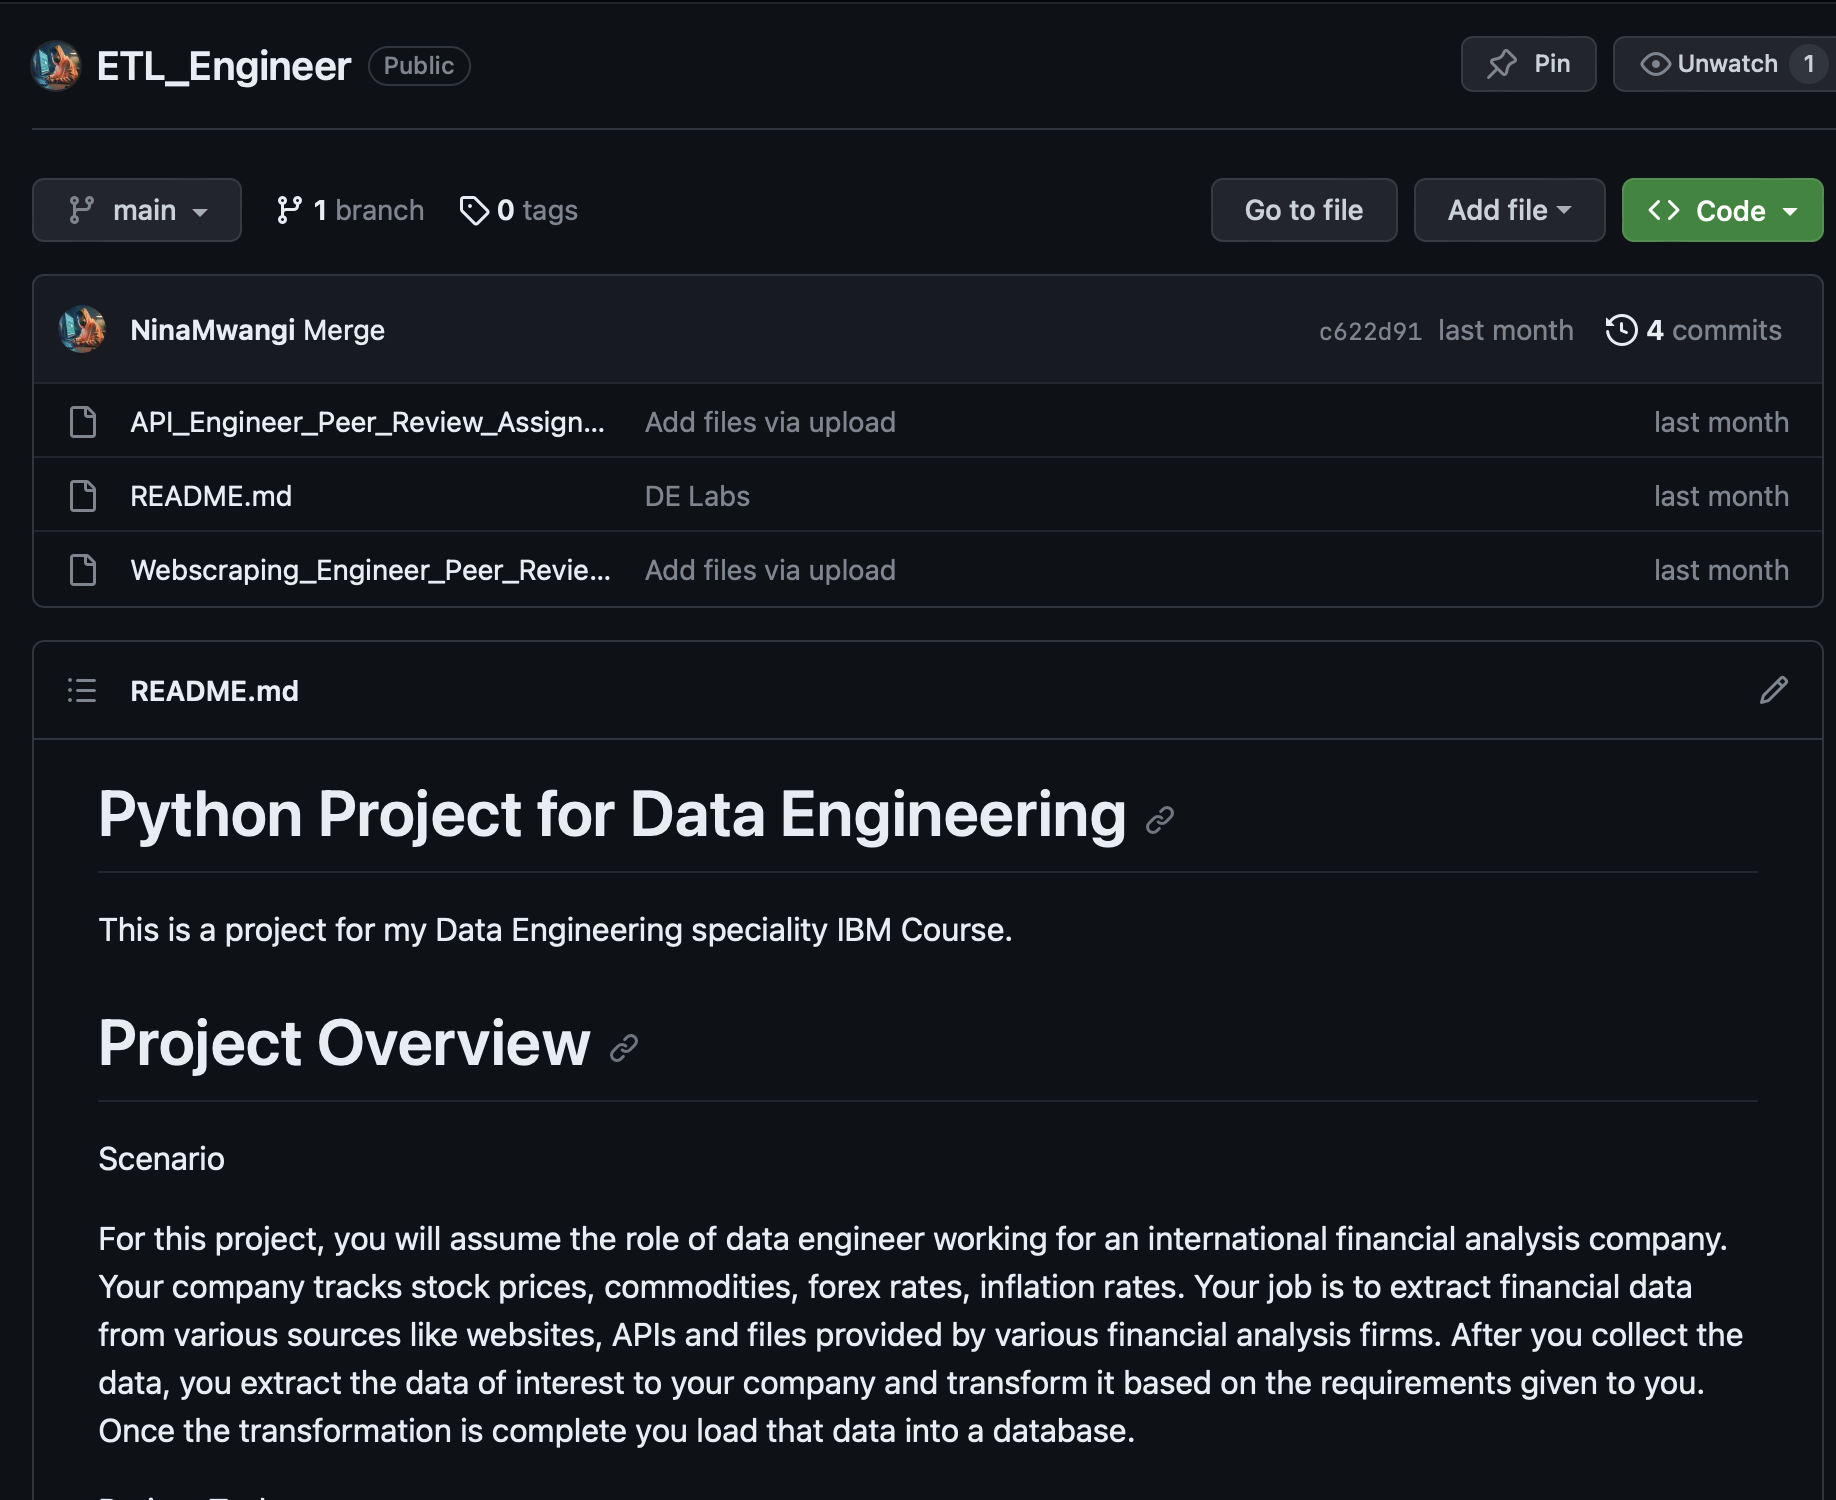 ETL_Engineer Public Pin Unwatch 1
main 1 branch 0 tags Go to file Add file Code
NinaMwangi Merge c622d91 last month 4 commits
API_Engineer_Peer_Review_Assign... Add files via upload last month
README.md DE Labs last month
Webscraping_Engineer_Peer_Revie... Add files via upload last month
README.md
Python Project for Data Engineering
This is a project for my Data Engineering speciality IBM Course.
Project Overview
Scenario
For this project, you will assume the role of data engineer working for an international financial analysis company.
Your company tracks stock prices, commodities, forex rates, inflation rates. Your job is to extract financial data
from various sources like websites, APIs and files provided by various financial analysis firms. After you collect the
data, you extract the data of interest to your company and transform it based on the requirements given to you.
Once the transformation is complete you load that data into a database.